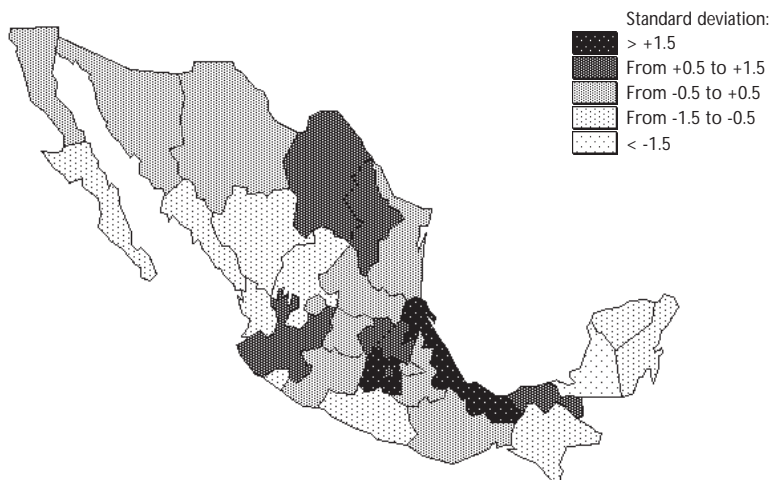 Standard deviation:
> +1.5
From +0.5 to +1.5
From -0.5 to +0.5
From -1.5 to -0.5
< -1.5